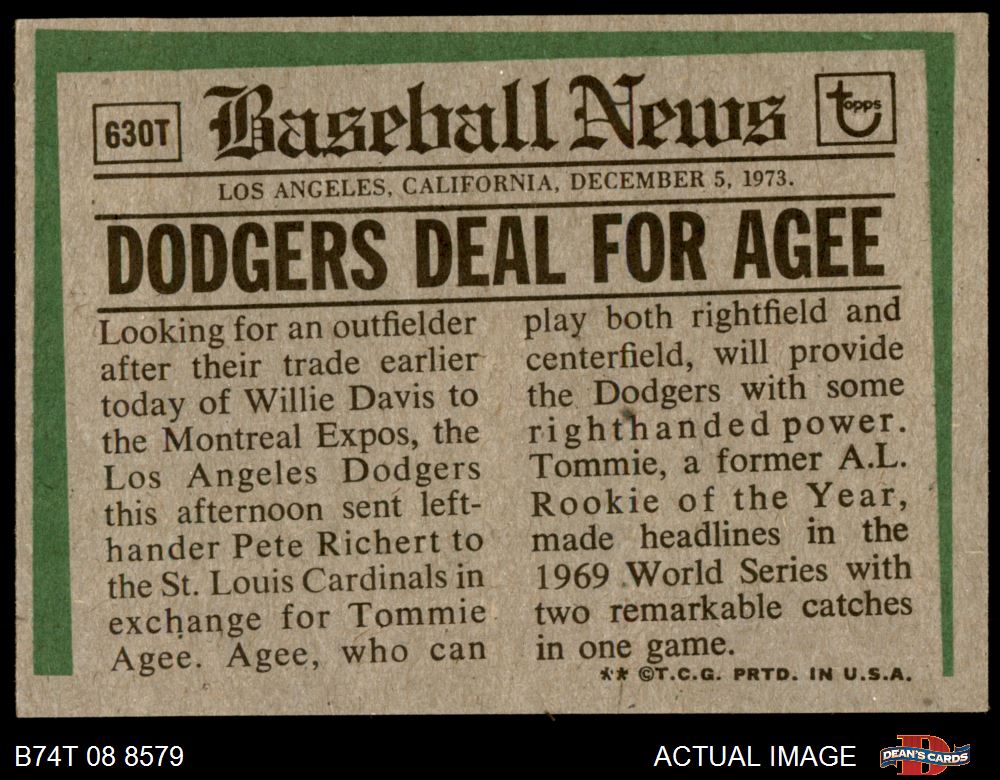 630T
Baseball News
topps
LOS ANGELES, CALIFORNIA, DECEMBER 5, 1973.
DODGERS DEAL FOR AGEE
Looking for an outfielder
after their trade earlier
today of Willie Davis to
the Montreal Expos, the
Los Angeles Dodgers
this afternoon sent left-
hander Pete Richert to
the St. Louis Cardinals in
exchange for Tommie
Agee. Agee, who can
play both rightfield and
centerfield, will provide
the Dodgers with some
righthanded power.
Tommie, a former A.L.
Rookie of the Year,
made headlines in the
1969 World Series with
two remarkable catches
in one game.
** ©T.C.G. PRTD. IN U.S.A.
B74T 08 8579
ACTUAL IMAGE
D
DEAN'S CARDS